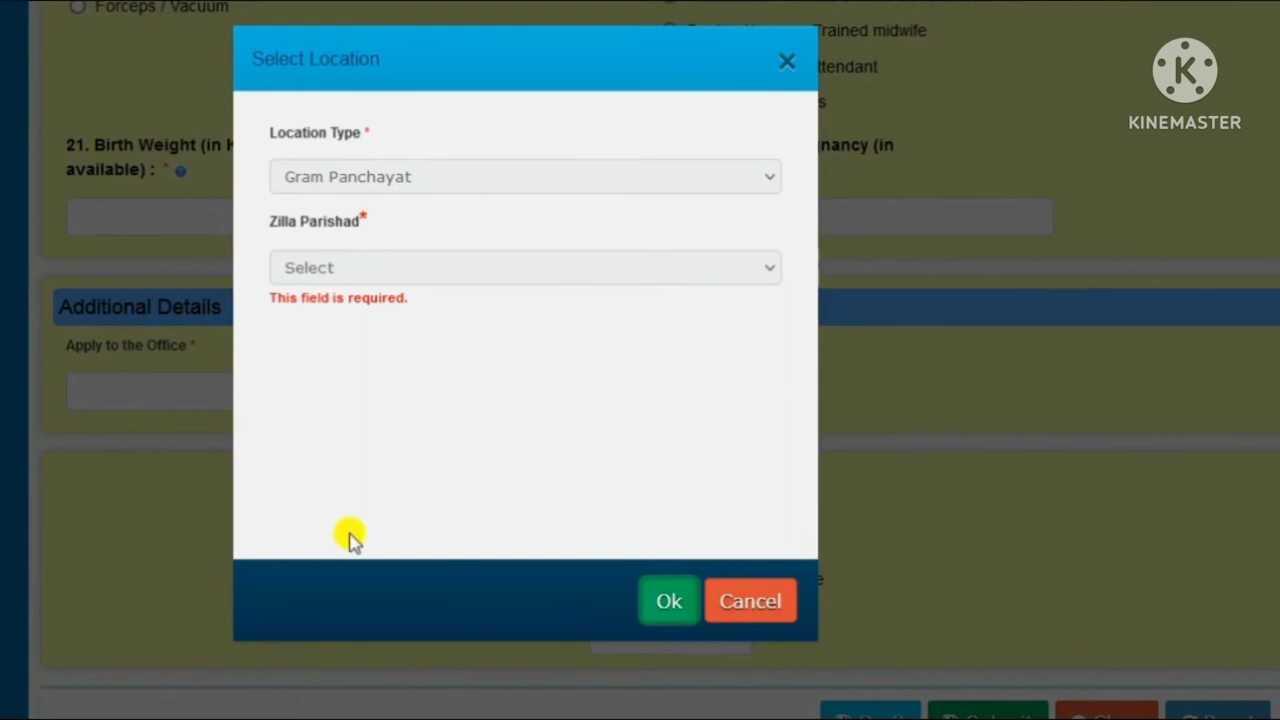 Forceps / Vacuum
Trained midwife
Select Location
ttendant
s
Location Type *
21. Birth Weight (in K
nancy (in
available) : *
Gram Panchayat
Zilla Parishad*
Select
This field is required.
Additional Details
Apply to the Office *
e
Ok
Cancel
KINEMASTER